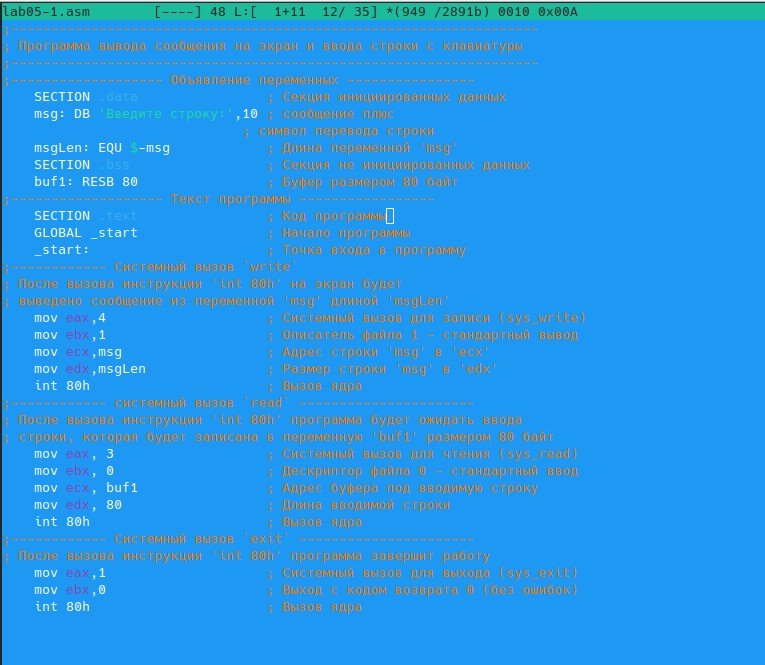 lab05-1.asm        [----] 48 L:[  1+11  12/ 35] *(949 /2891b) 0010 0x00A
;------------------------------------------------------------------
; Программа вывода сообщения на экран и ввода строки с клавиатуры
;------------------------------------------------------------------
;------------------- Объявление переменных ----------------
SECTION .data ; Секция инициированных данных
msg: DB 'Введите строку:',10 ; сообщение плюс
; символ перевода строки
msgLen: EQU $-msg ; Длина переменной 'msg'
SECTION .bss ; Секция не инициированных данных
buf1: RESB 80 ; Буфер размером 80 байт
;------------------- Текст программы -----------------
SECTION .text ; Код программы
GLOBAL _start ; Начало программы
_start: ; Точка входа в программу
;------------ Системный вызов `write`
; После вызова инструкции 'int 80h' на экран будет
; выведено сообщение из переменной 'msg' длиной 'msgLen'
mov eax,4 ; Системный вызов для записи (sys_write)
mov ebx,1 ; Описатель файла 1 - стандартный вывод
mov ecx,msg ; Адрес строки 'msg' в 'ecx'
mov edx,msgLen ; Размер строки 'msg' в 'edx'
int 80h ; Вызов ядра
;------------ системный вызов `read` ----------------------
; После вызова инструкции 'int 80h' программа будет ожидать ввода
; строки, которая будет записана в переменную 'buf1' размером 80 байт
mov eax, 3 ; Системный вызов для чтения (sys_read)
mov ebx, 0 ; Дескриптор файла 0 - стандартный ввод
mov ecx, buf1 ; Адрес буфера под вводимую строку
mov edx, 80 ; Длина вводимой строки
int 80h ; Вызов ядра
;------------ Системный вызов `exit` ----------------------
; После вызова инструкции 'int 80h' программа завершит работу
mov eax,1 ; Системный вызов для выхода (sys_exit)
mov ebx,0 ; Выход с кодом возврата 0 (без ошибок)
int 80h ; Вызов ядра